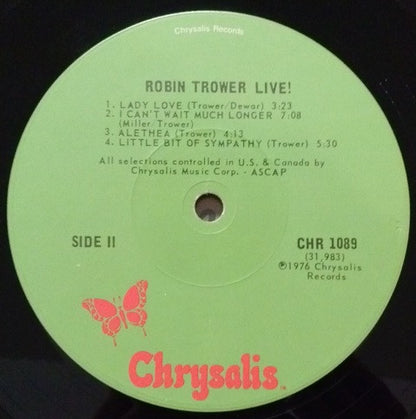 Chrysalis Records
ROBIN TROWER LIVE!
1. LADY LOVE (Trower/Dewar) 3:23
2. I CAN'T WAIT MUCH LONGER 7:08
(Miller/Trower)
3. ALETHEA (Trower) 4:13
4. LITTLE BIT OF SYMPATHY (Trower) 5:30
All selections controlled in U.S. & Canada by
Chrysalis Music Corp. - ASCAP
SIDE II
CHR 1089
(31,983)
℗1976 Chrysalis
Records
Chrysalis™